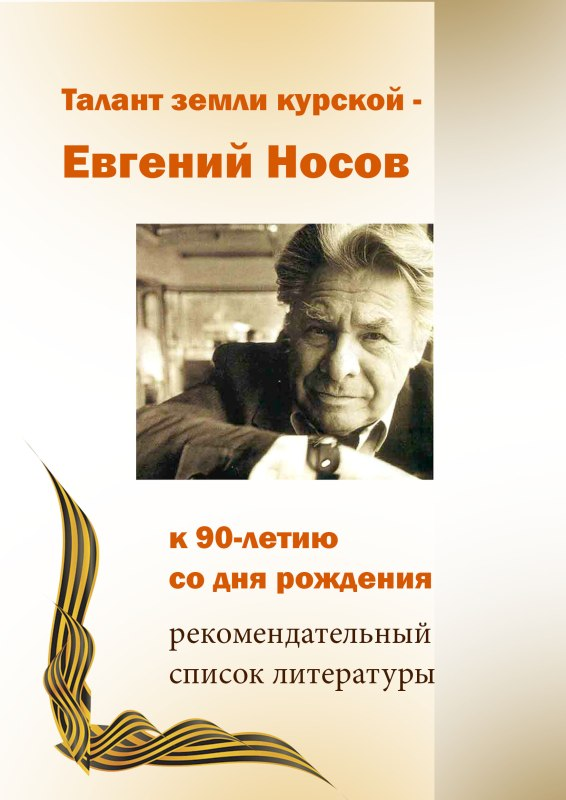 Талант земли курской -
Евгений Носов
к 90-летию
со дня рождения
рекомендательный
список литературы